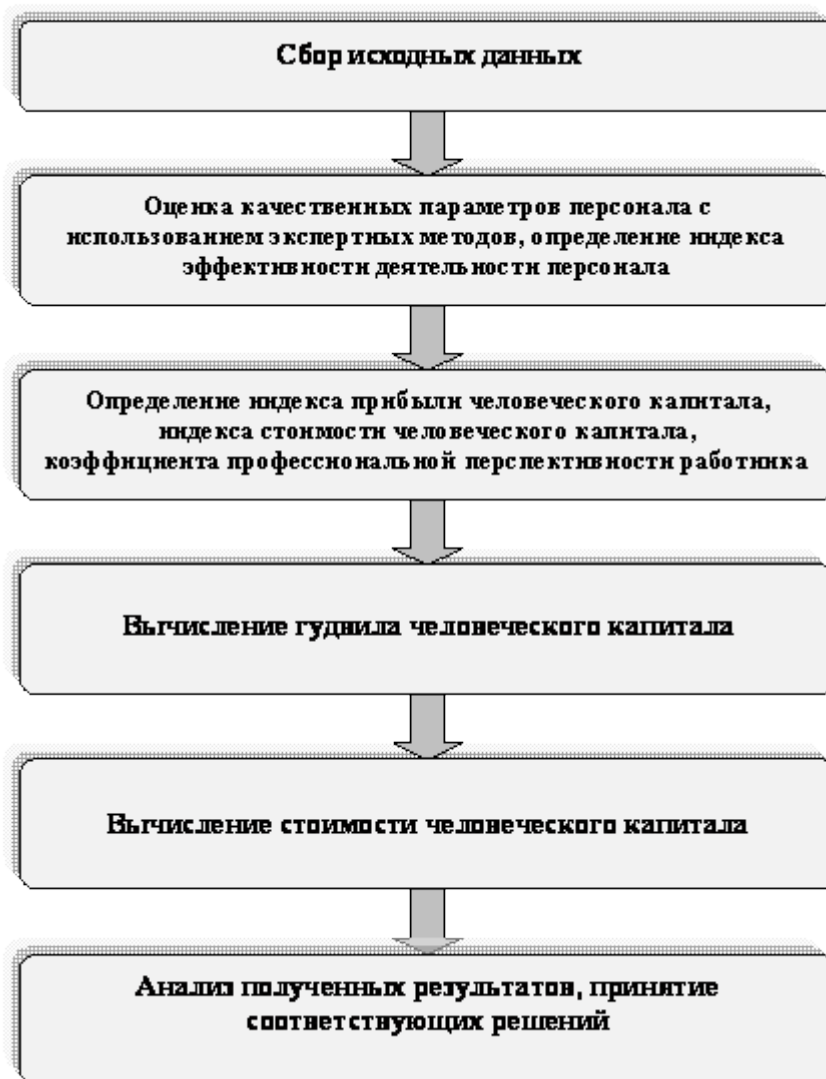 Сбор исходных данных
Оценка качественных параметров персонала с
использованием экспертных методов, определение индекса
эффективности деятельности персонала
Определение индекса прибыли человеческого капитала,
индекса стоимости человеческого капитала,
коэффициента профессиональной перспективности работника
Вычисление гудвила человеческого капитала
Вычисление стоимости человеческого капитала
Анализ полученных результатов, принятие
соответствующих решений